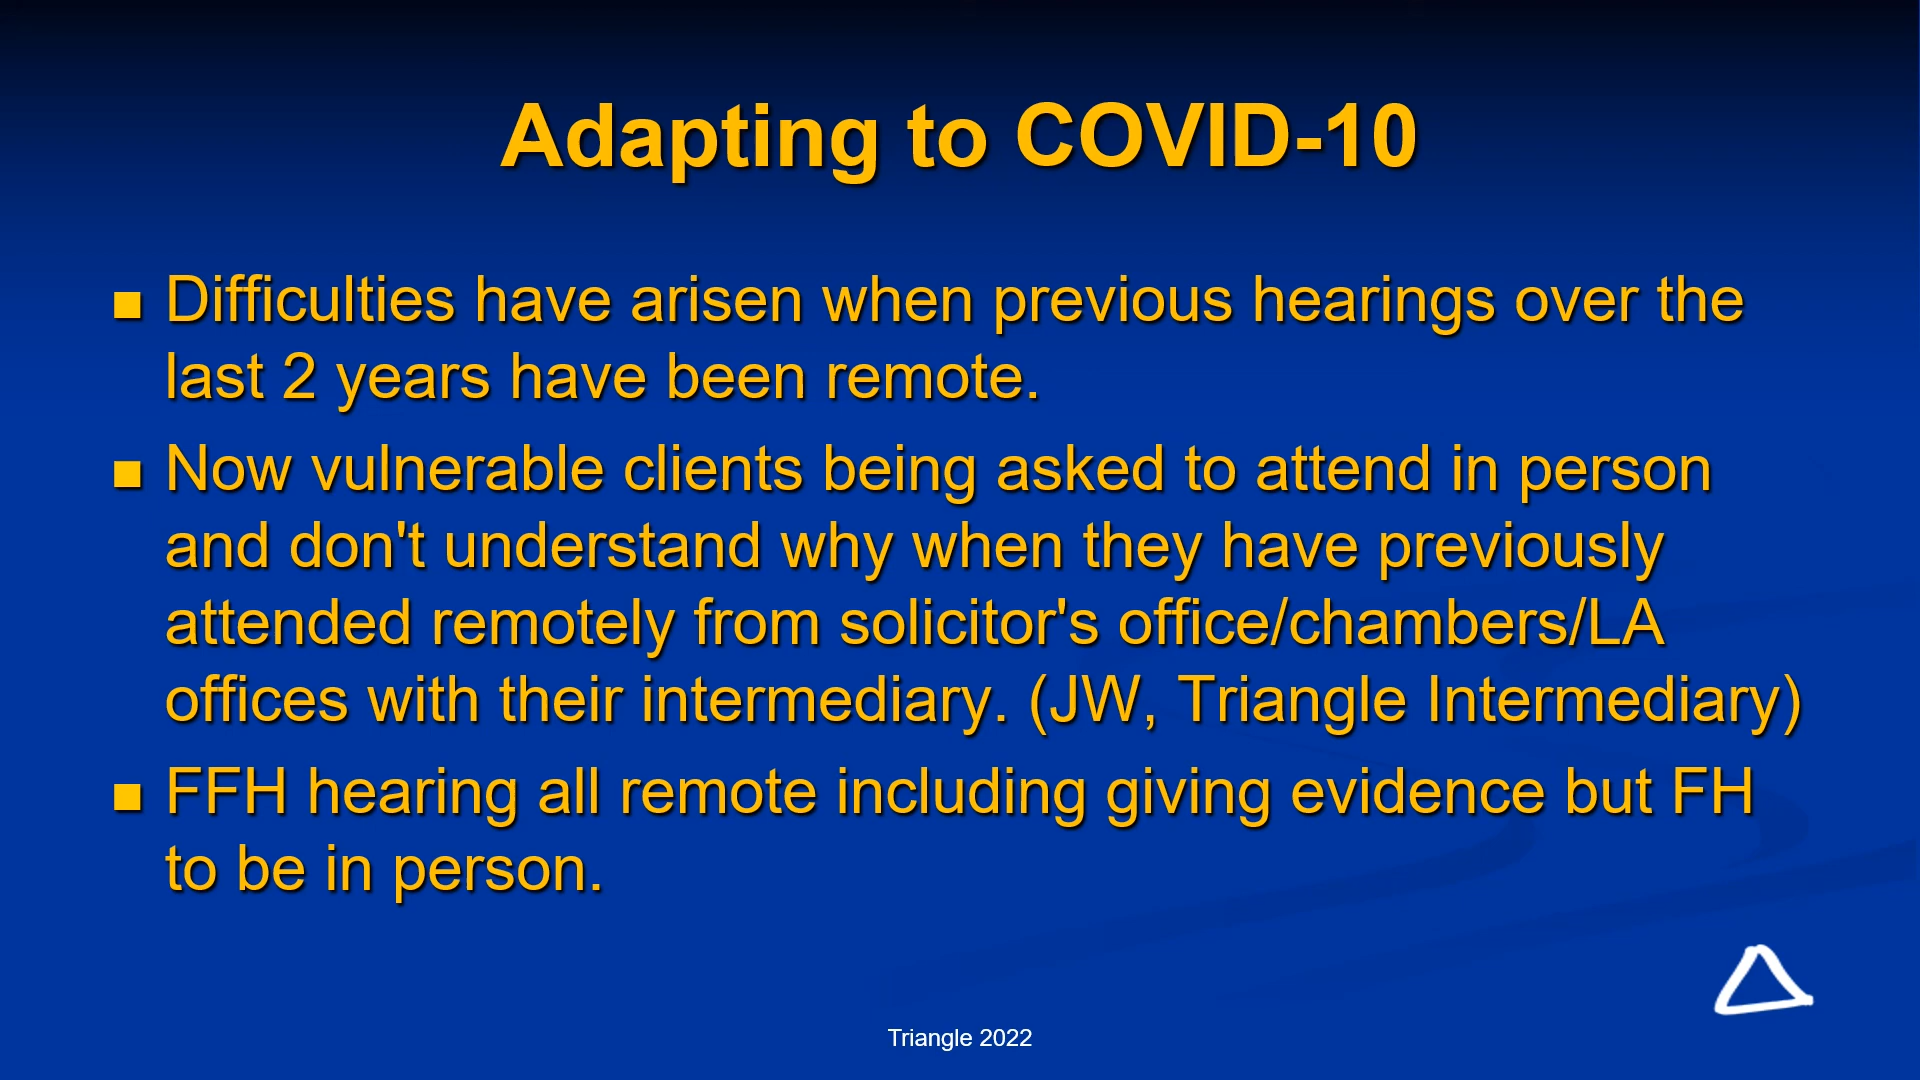 Adapting to COVID-10
Difficulties have arisen when previous hearings over the
last 2 years have been remote.
Now vulnerable clients being asked to attend in person
and don't understand why when they have previously
attended remotely from solicitor's office/chambers/LA
offices with their intermediary. (JW, Triangle Intermediary)
FFH hearing all remote including giving evidence but FH
to be in person.
Triangle 2022